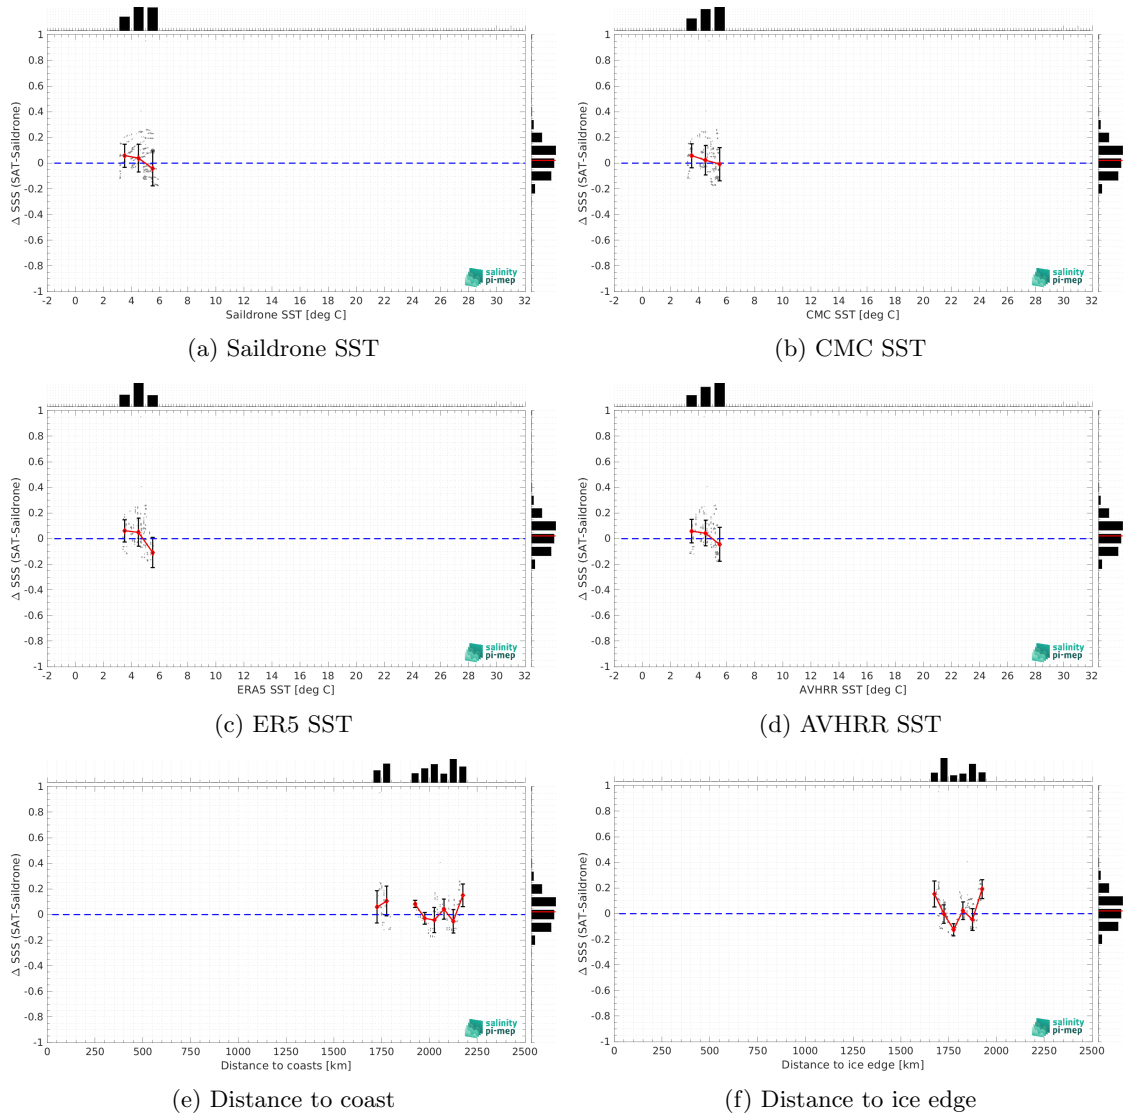 1
0.8
0.6
0.4
0.2
0
-0.2
-0.4
-0.6
-0.8
-1
Δ SSS (SAT-Saildrone)
salinity
pi-mep
-2 0 2 4 6 8 10 12 14 16 18 20 22 24 26 28 30 32
Saildrone SST [deg C]
(a) Saildrone SST
1
0.8
0.6
0.4
0.2
0
-0.2
-0.4
-0.6
-0.8
-1
Δ SSS (SAT-Saildrone)
salinity
pi-mep
-2 0 2 4 6 8 10 12 14 16 18 20 22 24 26 28 30 32
CMC SST [deg C]
(b) CMC SST
1
0.8
0.6
0.4
0.2
0
-0.2
-0.4
-0.6
-0.8
-1
Δ SSS (SAT-Saildrone)
salinity
pi-mep
-2 0 2 4 6 8 10 12 14 16 18 20 22 24 26 28 30 32
ERA5 SST [deg C]
(c) ER5 SST
1
0.8
0.6
0.4
0.2
0
-0.2
-0.4
-0.6
-0.8
-1
Δ SSS (SAT-Saildrone)
salinity
pi-mep
-2 0 2 4 6 8 10 12 14 16 18 20 22 24 26 28 30 32
AVHRR SST [deg C]
(d) AVHRR SST
1
0.8
0.6
0.4
0.2
0
-0.2
-0.4
-0.6
-0.8
-1
Δ SSS (SAT-Saildrone)
salinity
pi-mep
0 250 500 750 1000 1250 1500 1750 2000 2250 2500
Distance to coasts [km]
(e) Distance to coast
1
0.8
0.6
0.4
0.2
0
-0.2
-0.4
-0.6
-0.8
-1
Δ SSS (SAT-Saildrone)
salinity
pi-mep
0 250 500 750 1000 1250 1500 1750 2000 2250 2500
Distance to ice edge [km]
(f) Distance to ice edge